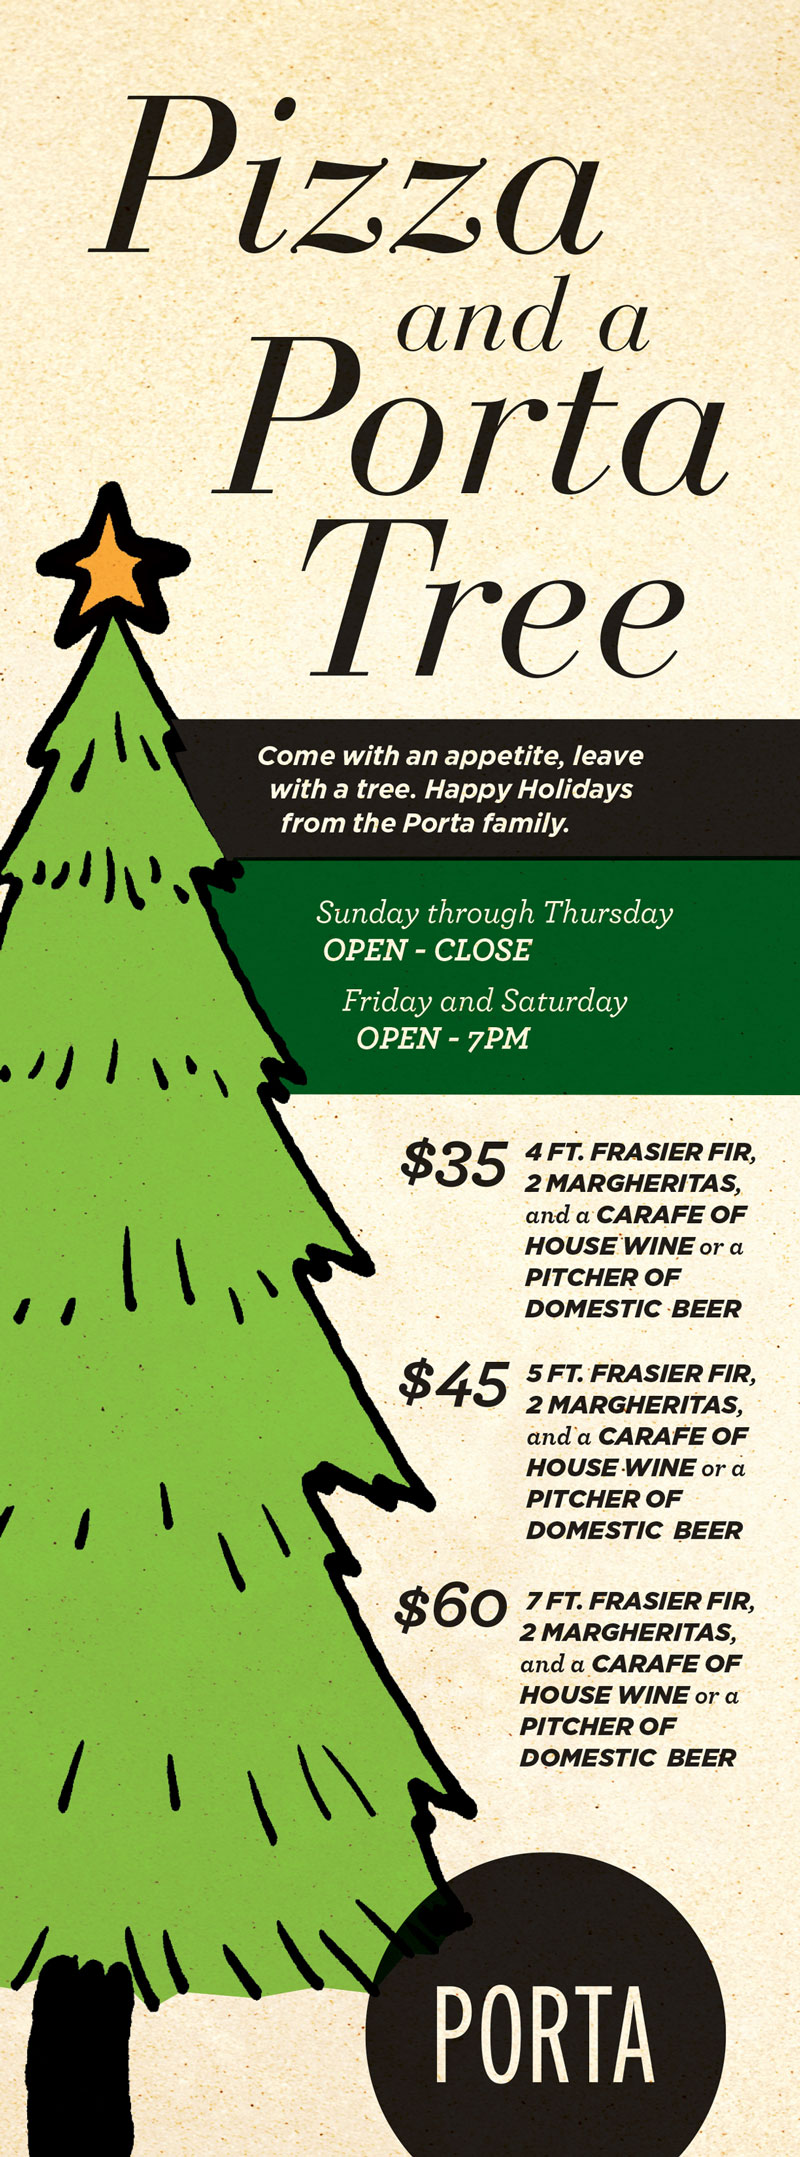 Pizza
and a
Porta
Tree
Come with an appetite, leave
with a tree. Happy Holidays
from the Porta family.
Sunday through Thursday
OPEN - CLOSE
Friday and Saturday
OPEN - 7PM
$35 4 FT. FRASIER FIR,
2 MARGHERITAS,
and a CARAFE OF
HOUSE WINE or a
PITCHER OF
DOMESTIC BEER
$45 5 FT. FRASIER FIR,
2 MARGHERITAS,
and a CARAFE OF
HOUSE WINE or a
PITCHER OF
DOMESTIC BEER
$60 7 FT. FRASIER FIR,
2 MARGHERITAS,
and a CARAFE OF
HOUSE WINE or a
PITCHER OF
DOMESTIC BEER
PORTA